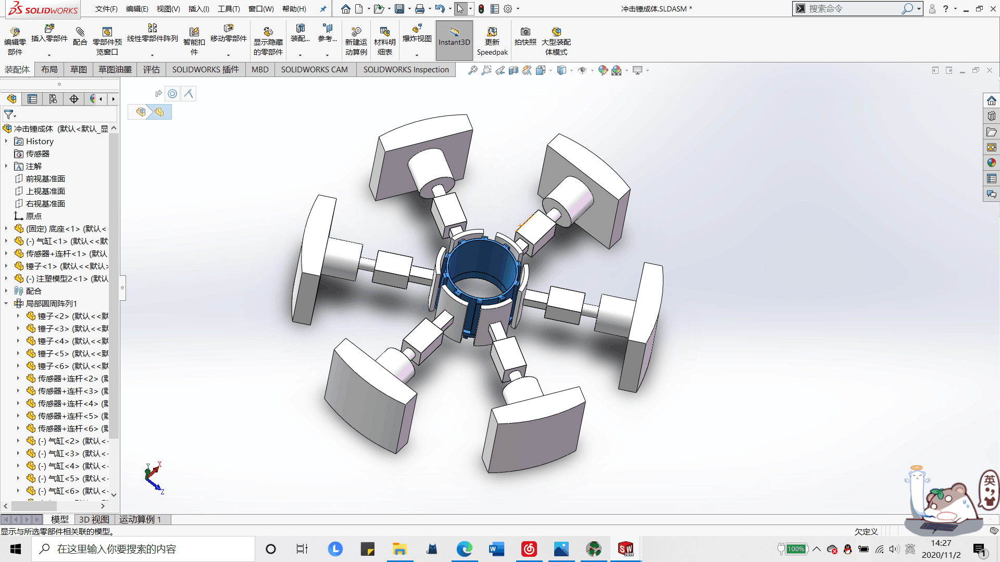 SOLIDWORKS
文件(F) 编辑(E) 视图(V) 插入(I) 工具(T) 窗口(W) 帮助(H)
冲击锤成体.SLDASM *
搜索命令
编辑零部件
插入零部件
配合
零部件预览窗口
线性零部件阵列
智能扣件
移动零部件
显示隐藏的零部件
装配...
参考...
新建运动算例
材料明细表
爆炸视图
Instant3D
更新 Speedpak
拍快照
大型装配体模式
装配体 布局 草图 草图油墨 评估 SOLIDWORKS 插件 MBD SOLIDWORKS CAM SOLIDWORKS Inspection
冲击锤成体 (默认<默认_显
History
传感器
注解
前视基准面
上视基准面
右视基准面
原点
(固定) 底座<1> (默认<
(-) 气缸<1> (默认<<默
传感器+连杆<1> (默认
锤子<1> (默认<<默认>
(-) 注塑模型2<1> (默认
配合
局部圆周阵列1
锤子<2> (默认<<默
锤子<3> (默认<<默
锤子<4> (默认<<默
锤子<5> (默认<<默
锤子<6> (默认<<默
传感器+连杆<2> (默
传感器+连杆<3> (默
传感器+连杆<4> (默
传感器+连杆<5> (默
传感器+连杆<6> (默
(-) 气缸<2> (默认<
(-) 气缸<3> (默认<
(-) 气缸<4> (默认<
(-) 气缸<5> (默认<
(-) 气缸<6> (默认<
Y X
Z
英
模型 3D 视图 运动算例 1
显示与所选零部件相关联的模型。
欠定义
在这里输入你要搜索的内容
100%
英
14:27
2020/11/2
1